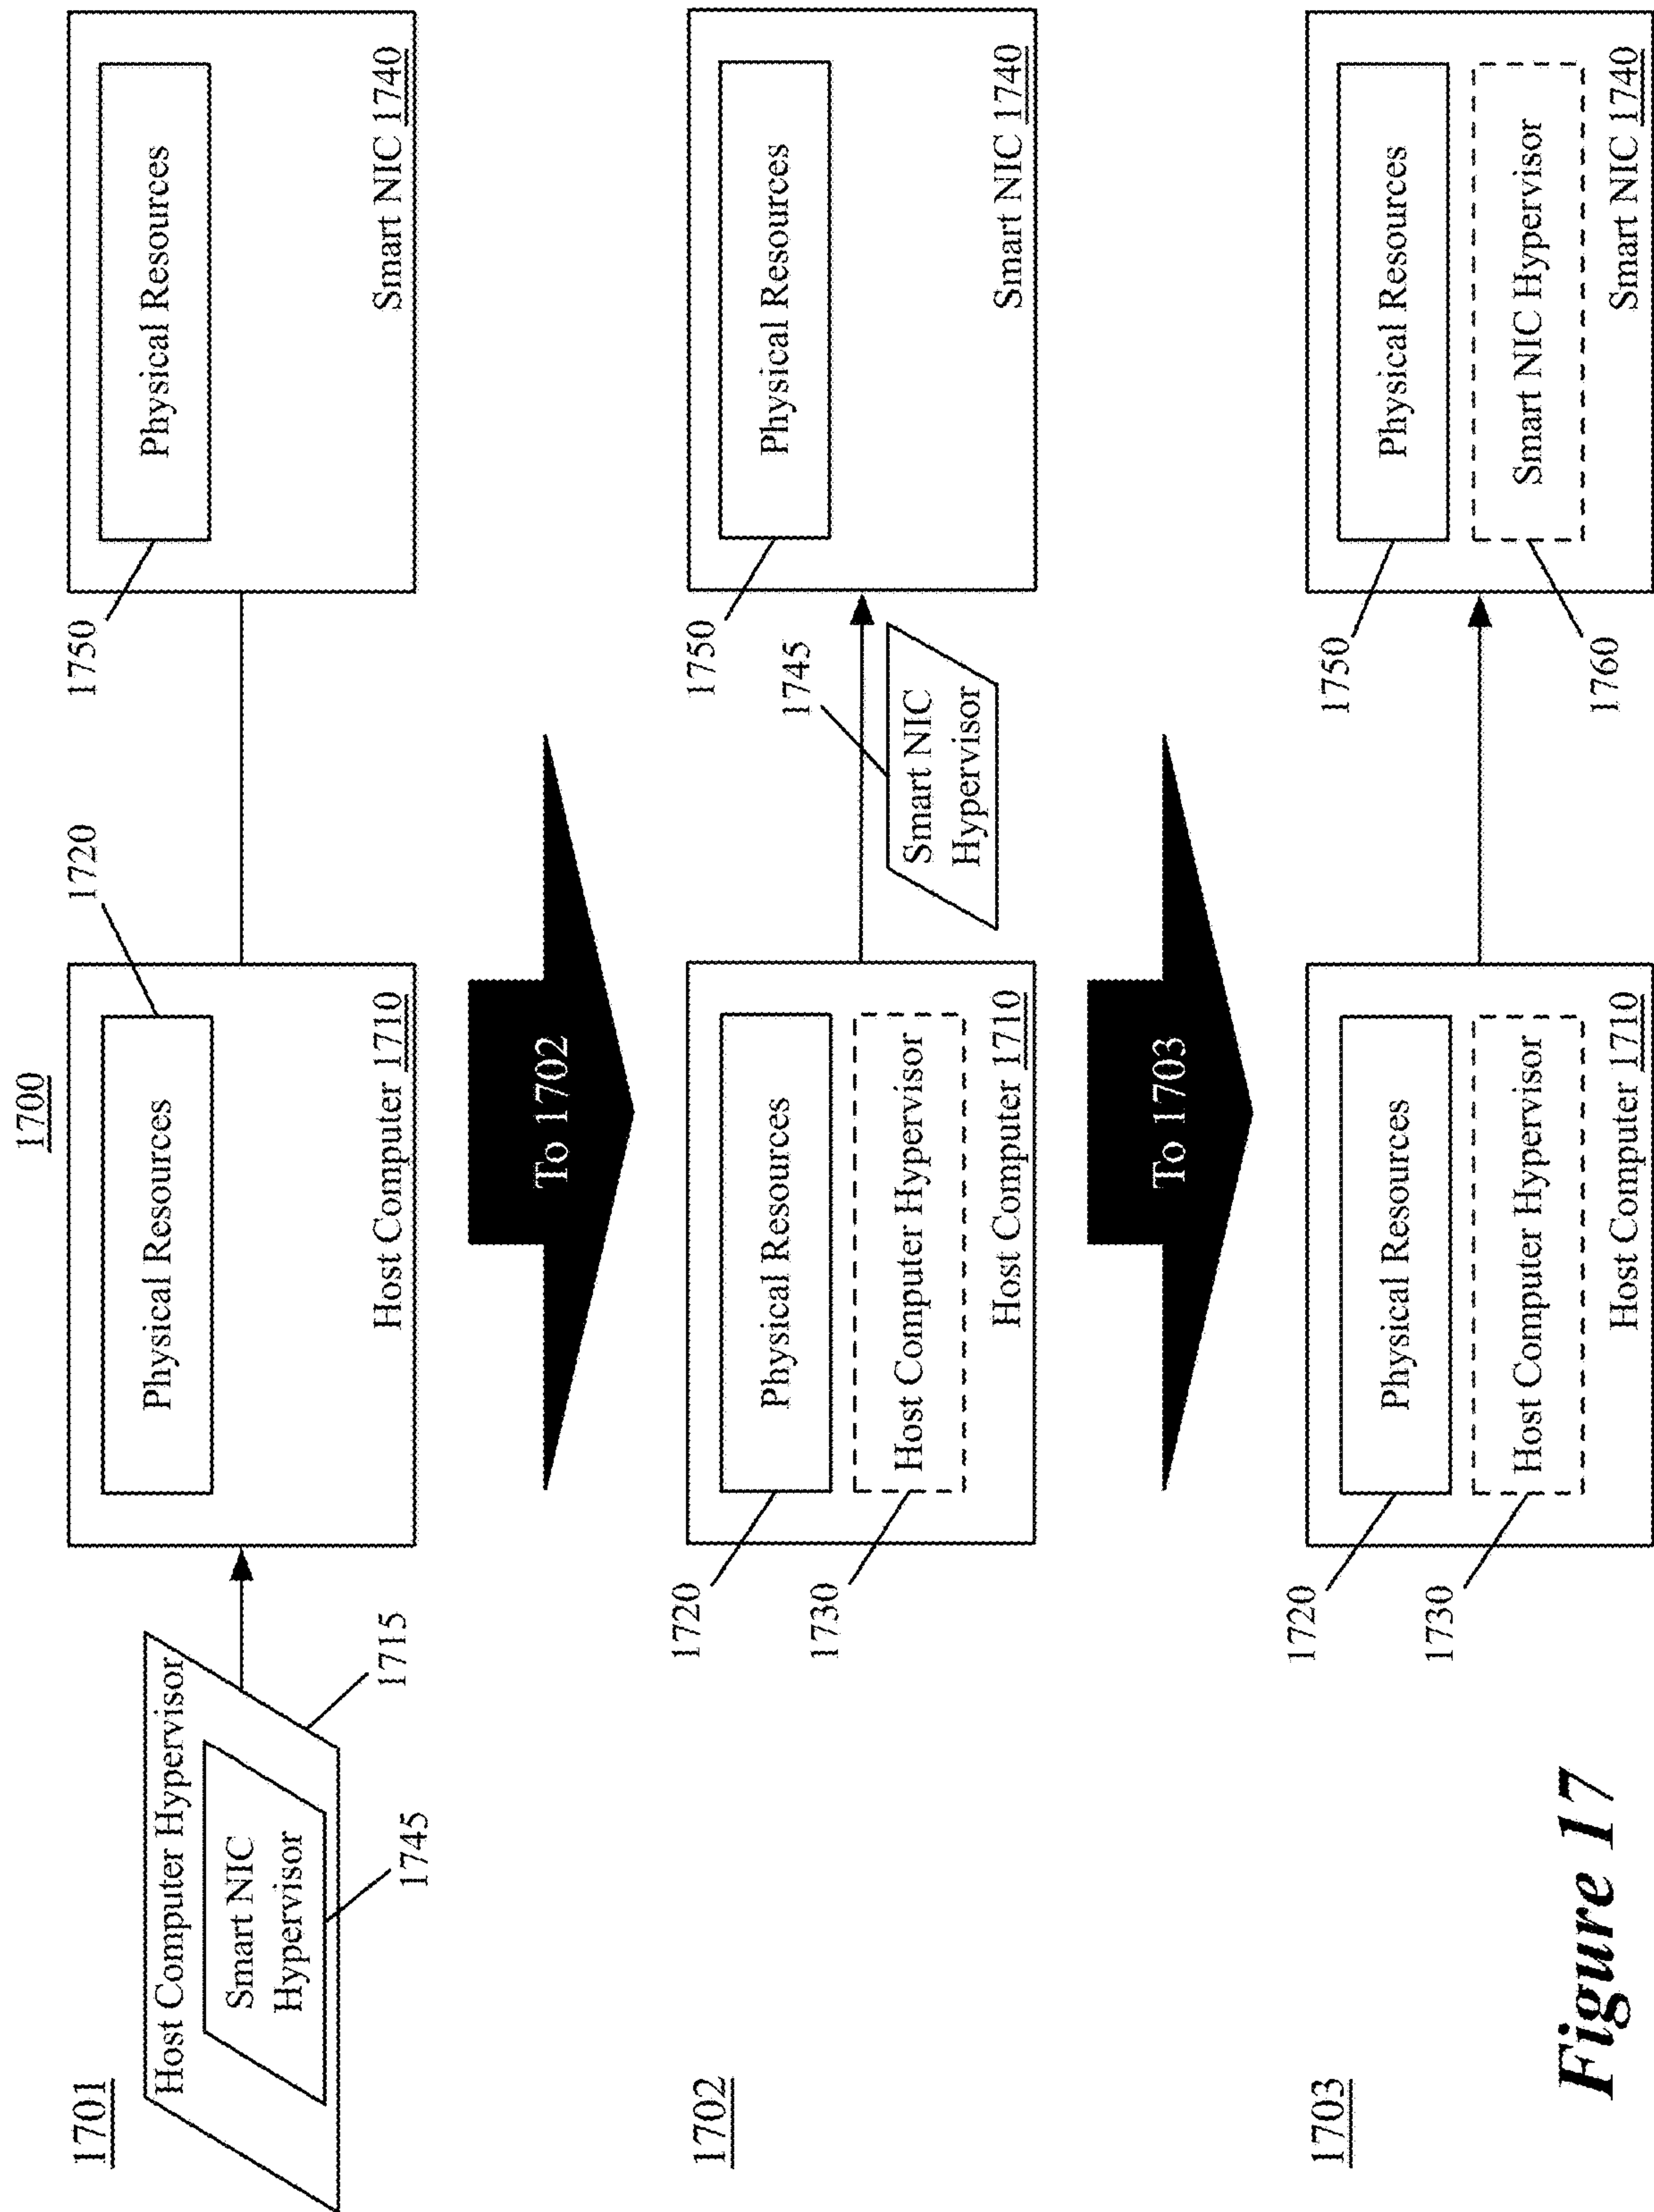 1700
1701
Host Computer Hypervisor
Smart NIC
Hypervisor
1715
1745
Physical Resources
1720
Host Computer 1710
Physical Resources
1750
Smart NIC 1740
To 1702
1702
Physical Resources
1720
Host Computer Hypervisor
1730
Host Computer 1710
1745
Smart NIC
Hypervisor
Physical Resources
1750
Smart NIC 1740
To 1703
1703
Physical Resources
1720
Host Computer Hypervisor
1730
Host Computer 1710
Physical Resources
1750
Smart NIC Hypervisor
1760
Smart NIC 1740
Figure 17